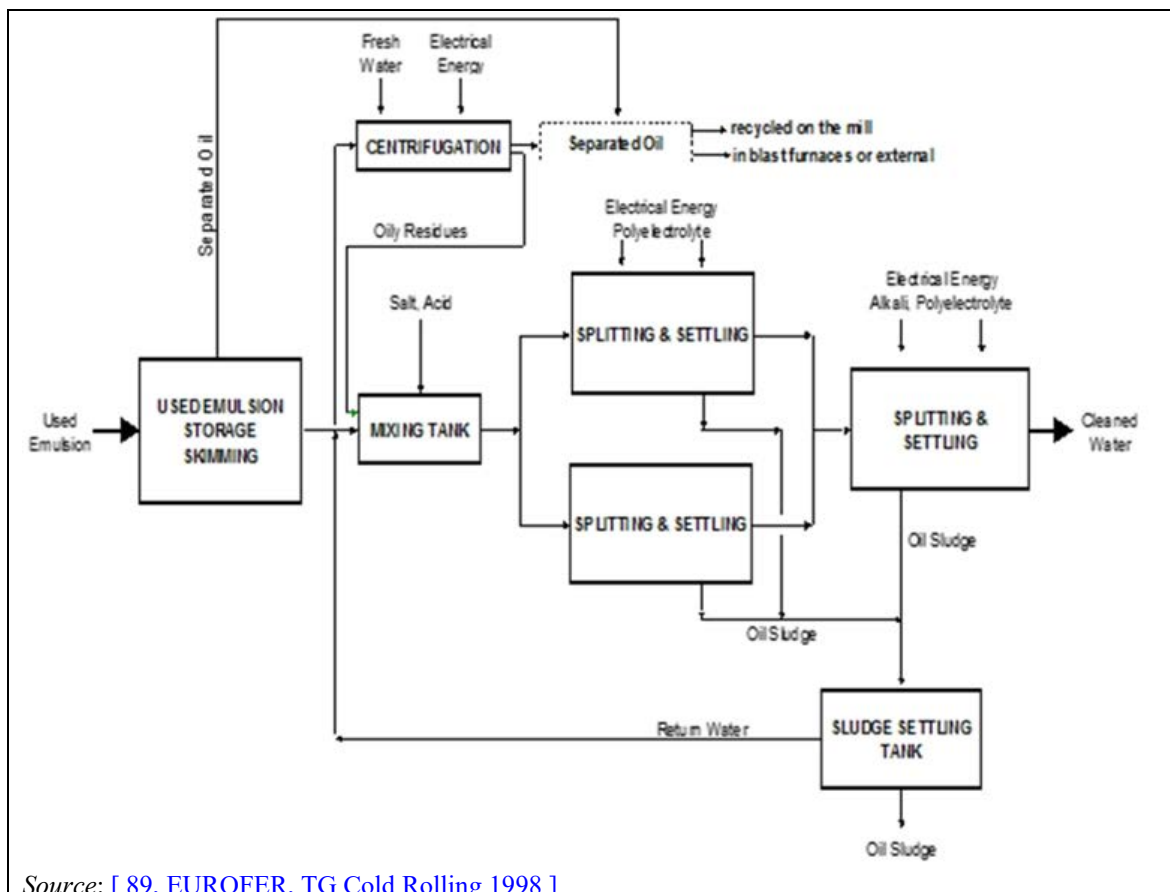 Fresh
Water
Electrical
Energy
Separated Oil
CENTRIFUGATION
Separated Oil
recycled on the mill
in blast furnaces or external
Oily Residues
Electrical Energy
Polyelectrolyte
Salt, Acid
Electrical Energy
Alkali, Polyelectrolyte
SPLITTING & SETTLING
Used
Emulsion
USED EMULSION
STORAGE
SKIMMING
MIXING TANK
SPLITTING &
SETTLING
Cleaned
Water
SPLITTING & SETTLING
Oil Sludge
Oil Sludge
Return Water
SLUDGE SETTLING
TANK
Oil Sludge
Source: [ 89, EUROFER, TG Cold Rolling 1998 ]